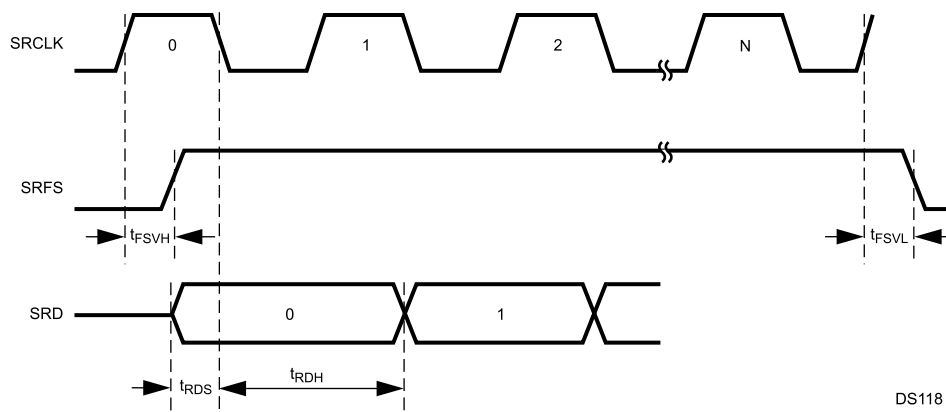 SRCLK
0
1
2
N
SRFS
tFSVH
tFSVL
SRD
0
1
tRDS
tRDH
DS118